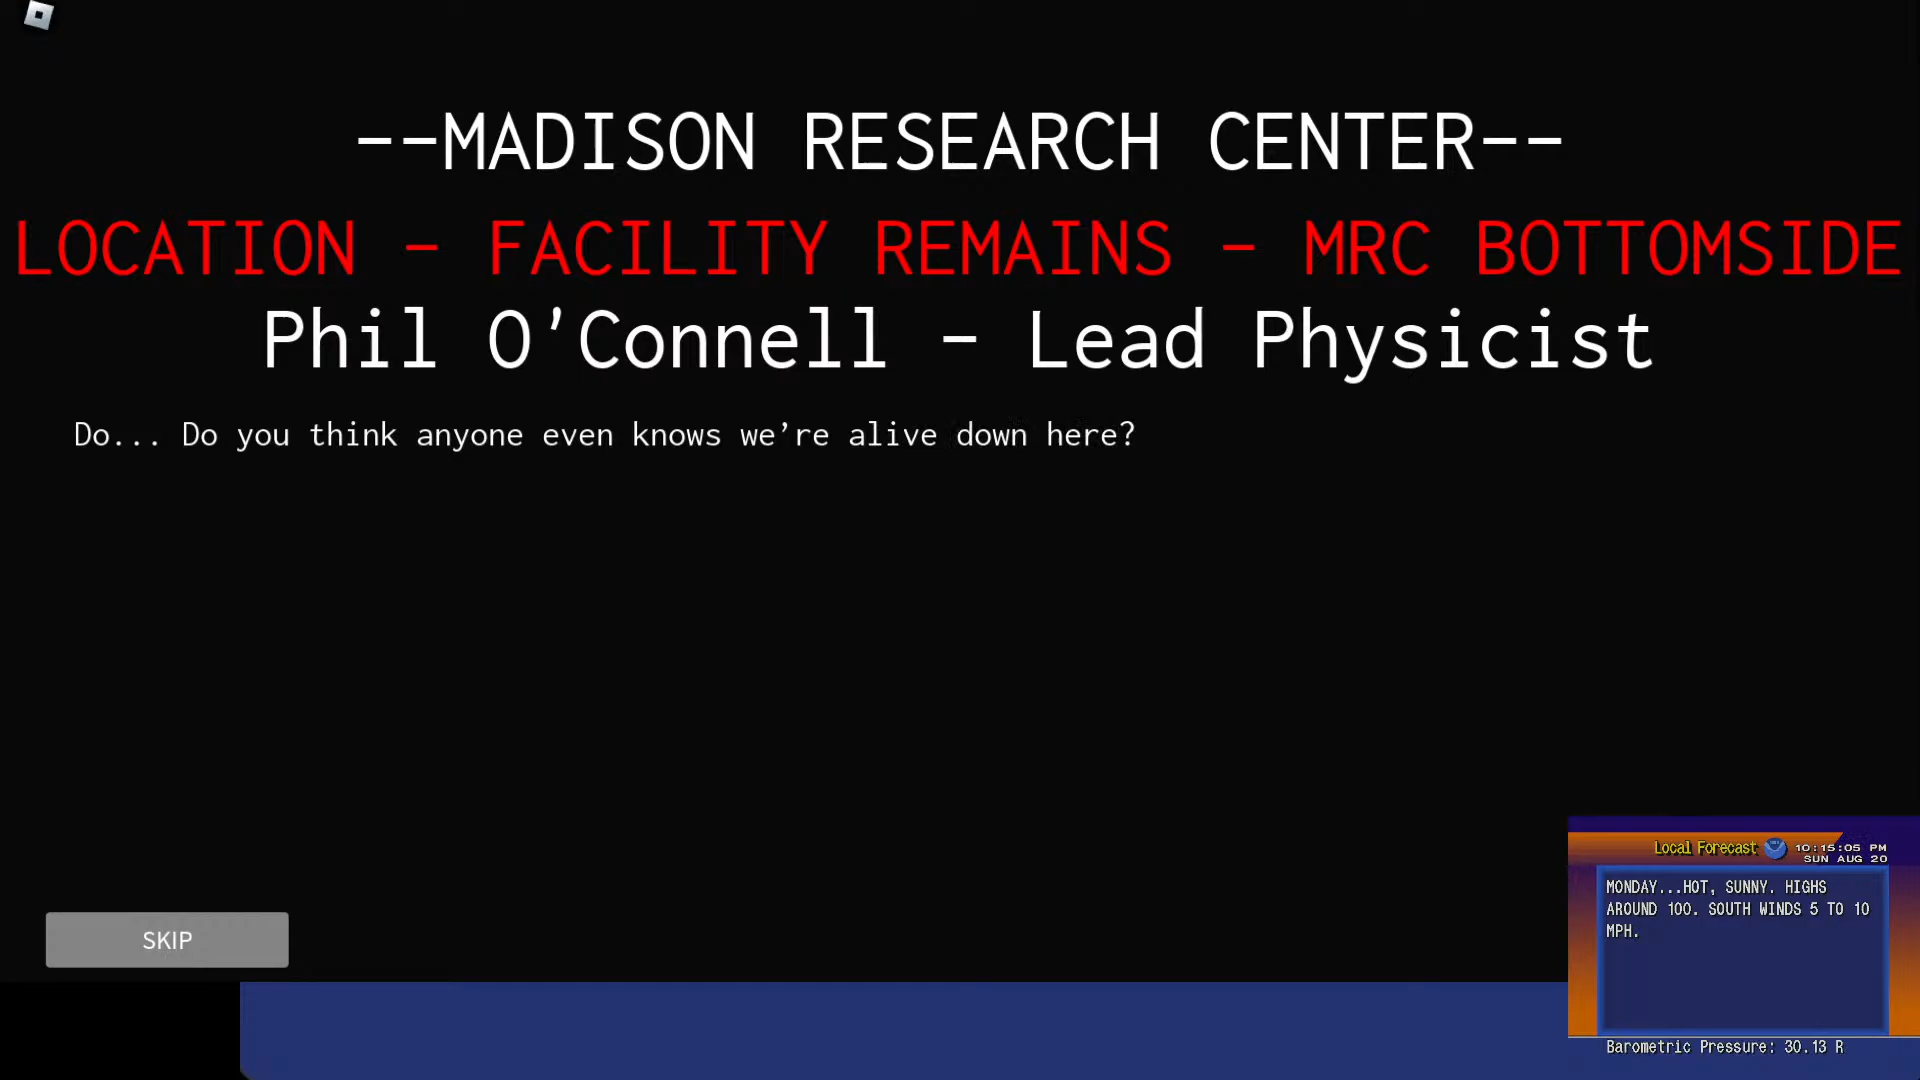 --MADISON RESEARCH CENTER--
LOCATION - FACILITY REMAINS - MRC BOTTOMSIDE
Phil O'Connell - Lead Physicist
Do... Do you think anyone even knows we're alive down here?
SKIP
Local Forecast
10:15:05 PM
SUN AUG 20
MONDAY...HOT, SUNNY. HIGHS
AROUND 100. SOUTH WINDS 5 TO 10
MPH.
Barometric Pressure: 30.13 R